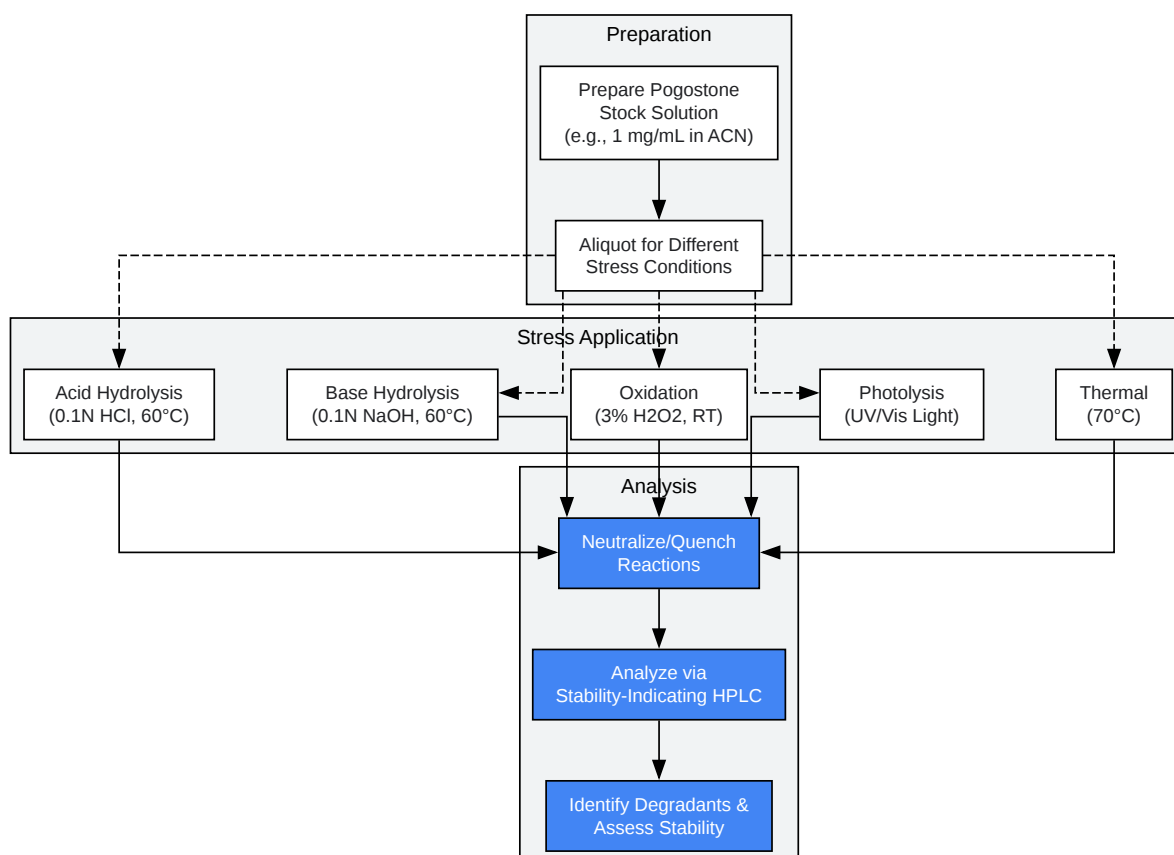 Preparation
Prepare Pogostone
Stock Solution
(e.g., 1 mg/mL in ACN)
Aliquot for Different
Stress Conditions
Stress Application
Acid Hydrolysis
(0.1N HCl, 60°C)
Base Hydrolysis
(0.1N NaOH, 60°C)
Oxidation
(3% H2O2, RT)
Photolysis
(UV/Vis Light)
Thermal
(70°C)
Analysis
Neutralize/Quench
Reactions
Analyze via
Stability-Indicating HPLC
Identify Degradants &
Assess Stability